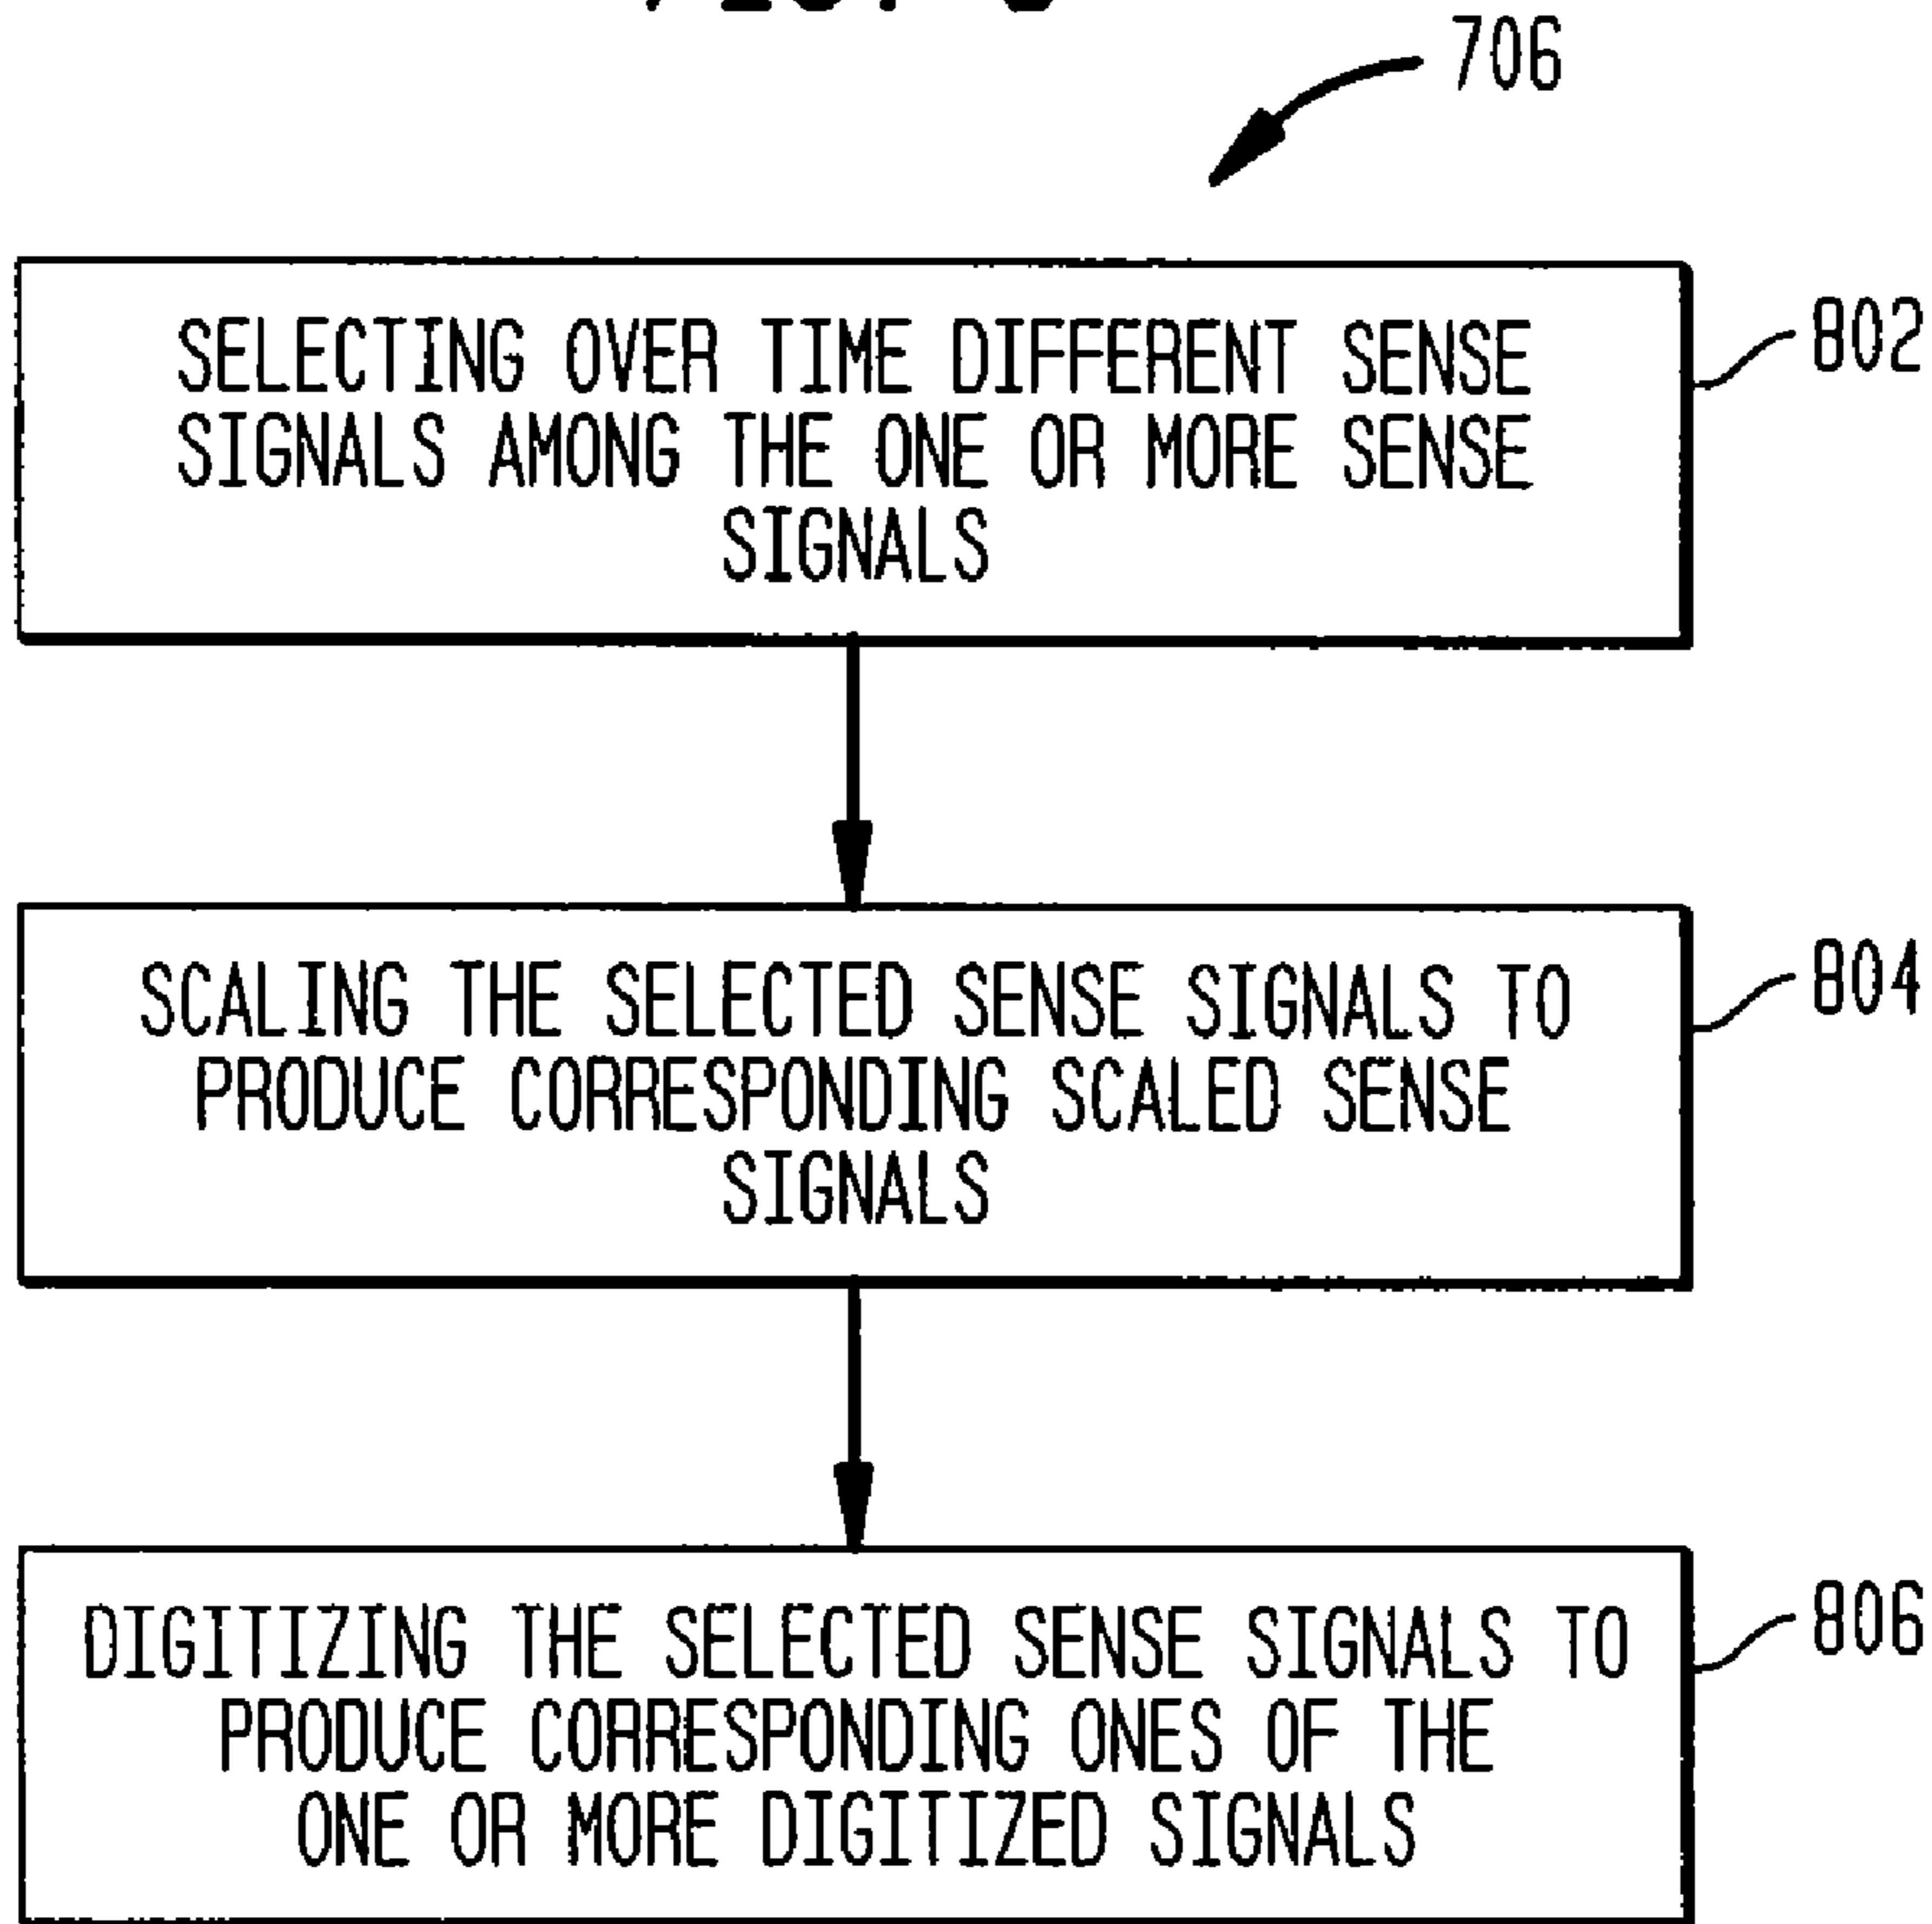 706
SELECTING OVER TIME DIFFERENT SENSE
SIGNALS AMONG THE ONE OR MORE SENSE
SIGNALS
802
SCALING THE SELECTED SENSE SIGNALS TO
PRODUCE CORRESPONDING SCALED SENSE
SIGNALS
804
DIGITIZING THE SELECTED SENSE SIGNALS TO
PRODUCE CORRESPONDING ONES OF THE
ONE OR MORE DIGITIZED SIGNALS
806